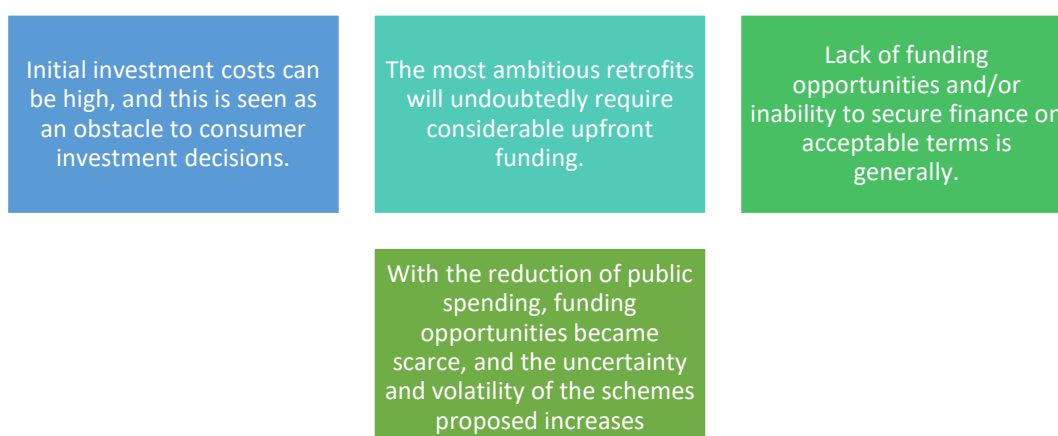 Initial investment costs can
be high, and this is seen as
an obstacle to consumer
investment decisions.
The most ambitious retrofits
will undoubtedly require
considerable upfront
funding.
Lack of funding
opportunities and/or
inability to secure finance on
acceptable terms is
generally.
With the reduction of public
spending, funding
opportunities became
scarce, and the uncertainty
and volatility of the schemes
proposed increases